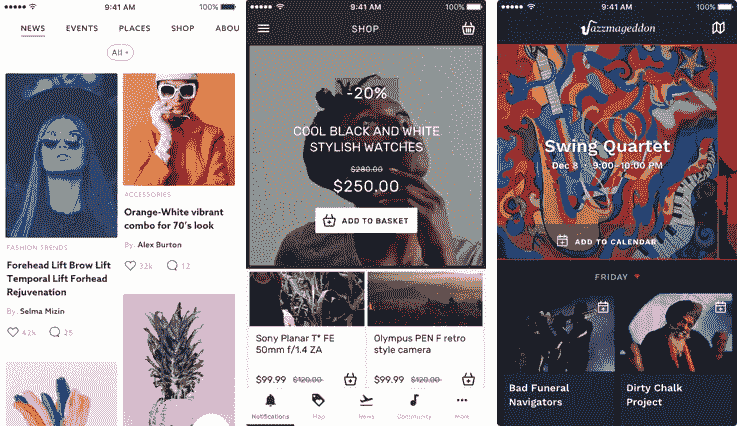 9:41 AM
100%
NEWS EVENTS PLACES SHOP ABOU
All
ACCESSORIES
Orange-White vibrant
combo for 70's look
By. Alex Burton
32k 12
FASHION TRENDS
Forehead Lift Brow Lift
Temporal Lift Forhead
Rejuvenation
By. Selma Mizin
42k 25
9:41 AM
100%
SHOP
-20%
COOL BLACK AND WHITE
STYLISH WATCHES
$280.00
$250.00
ADD TO BASKET
Sony Planar T* FE
50mm f/1.4 ZA
$99.99 $120.00
Olympus PEN F retro
style camera
$99.99 $120.00
Notifications Map News Community More
9:41 AM
100%
Jazzmageddon
Swing Quartet
Dec 8 • 9:00-10:00 PM
ADD TO CALENDAR
FRIDAY
Bad Funeral
Navigators
Dirty Chalk
Project